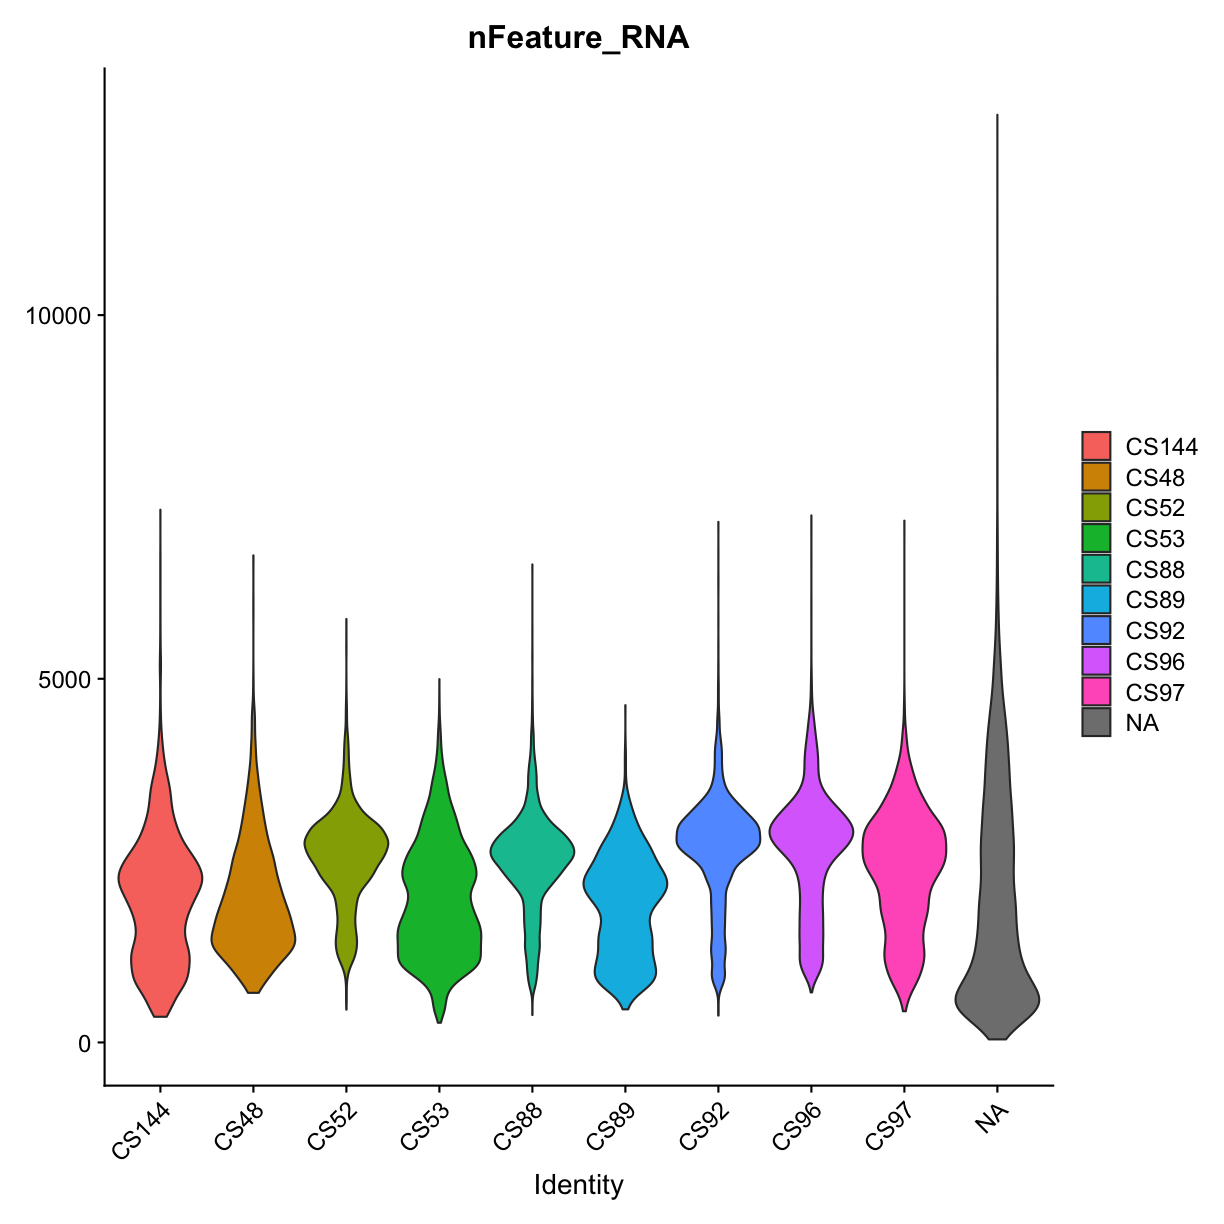 nFeature_RNA
10000
5000
0
CS144
CS48
CS52
CS53
CS88
CS89
CS92
CS96
CS97
NA
Identity
CS144
CS48
CS52
CS53
CS88
CS89
CS92
CS96
CS97
NA